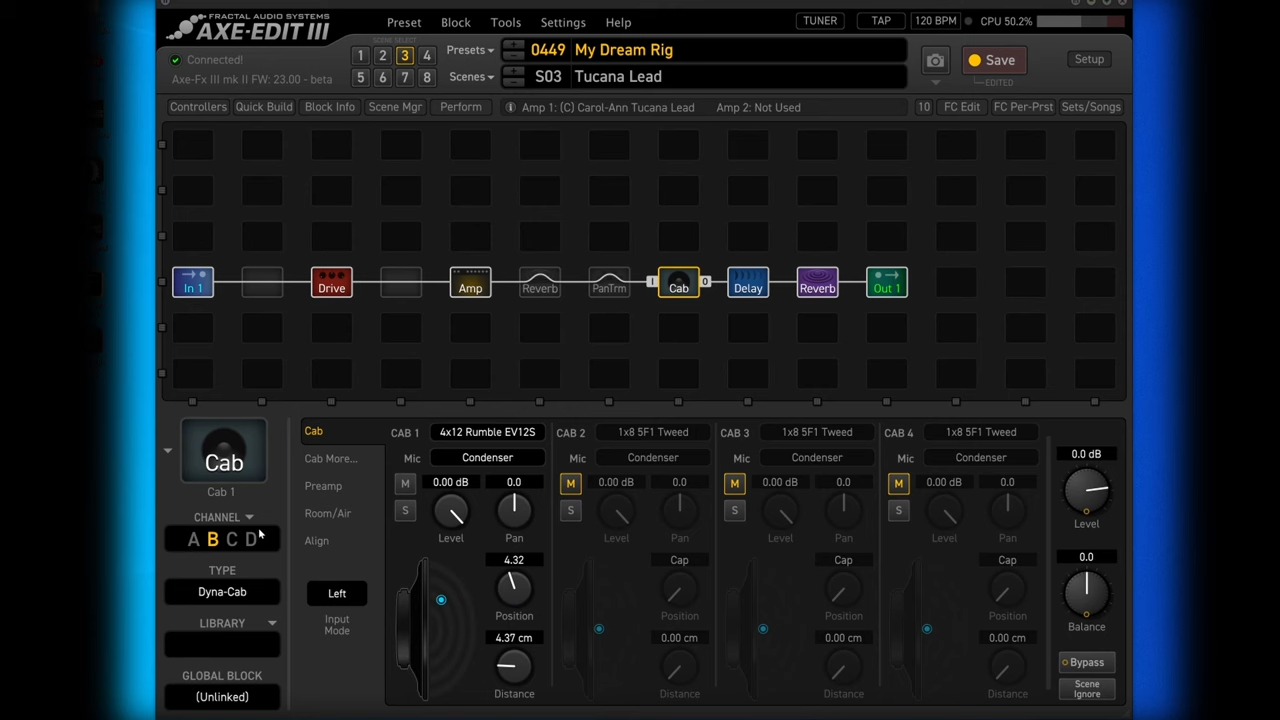 FRACTAL AUDIO SYSTEMS
AXE-EDIT III
Preset Block Tools Settings Help
TUNER TAP 120 BPM CPU 50.2%
Connected!
Axe-Fx III mk II FW: 23.00 - beta
SCENE SELECT
1 2 3 4
5 6 7 8
Presets 0449 My Dream Rig
Scenes S03 Tucana Lead
Save
EDITED
Setup
Controllers Quick Build Block Info Scene Mgr Perform
Amp 1: (C) Carol-Ann Tucana Lead Amp 2: Not Used
10 FC Edit FC Per-Prst Sets/Songs
In 1 Drive Amp Reverb PanTrm I Cab O Delay Reverb Out 1
Cab
Cab 1
CHANNEL
A B C D
TYPE
Dyna-Cab
LIBRARY
GLOBAL BLOCK
(Unlinked)
Cab
Cab More...
Preamp
Room/Air
Align
Left
Input
Mode
CAB 1 4x12 Rumble EV12S
Mic Condenser
M 0.00 dB 0.0
S
Level Pan
4.32
Position
4.37 cm
Distance
CAB 2 1x8 5F1 Tweed
Mic Condenser
M 0.00 dB 0.0
S
Level Pan
Cap
Position
0.00 cm
Distance
CAB 3 1x8 5F1 Tweed
Mic Condenser
M 0.00 dB 0.0
S
Level Pan
Cap
Position
0.00 cm
Distance
CAB 4 1x8 5F1 Tweed
Mic Condenser
M 0.00 dB 0.0
S
Level Pan
Cap
Position
0.00 cm
Distance
0.0 dB
Level
0.0
Balance
Bypass
Scene
Ignore